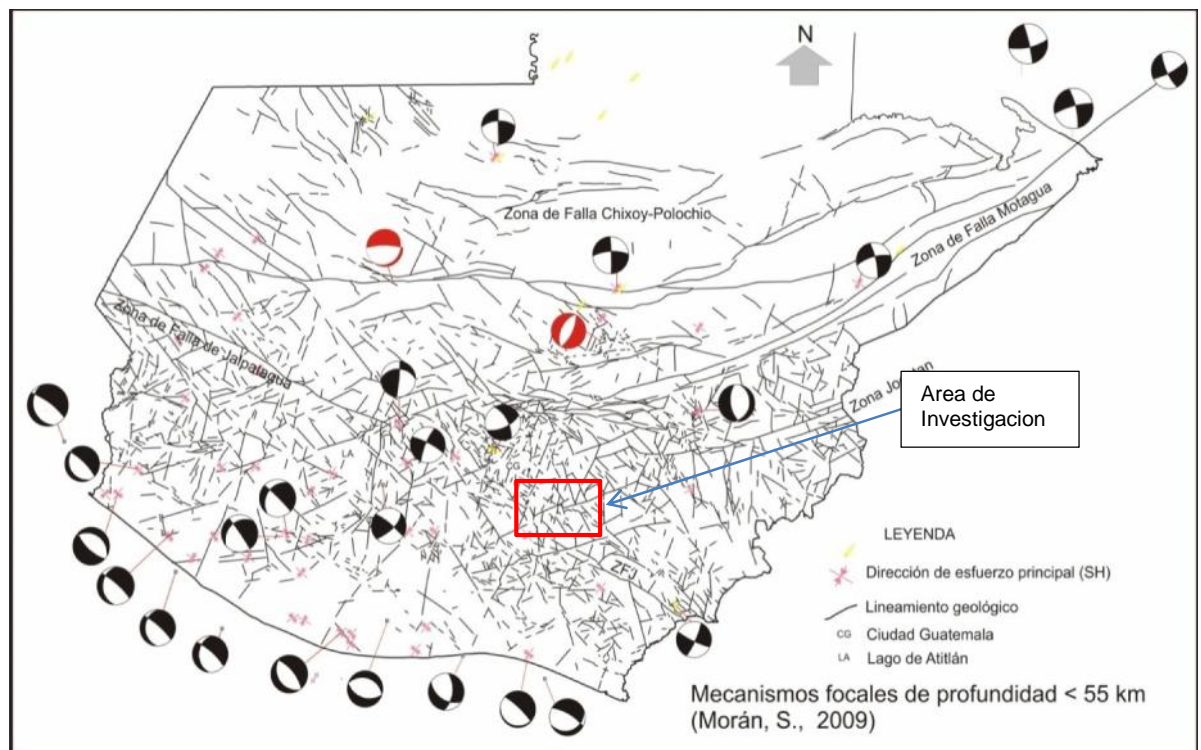 N
Zona de Falla Chixoy-Polochic
Zona de Falla Motagua
Zona de Falla de Jalpatagua
Zona Jocotan
Area de
Investigacion
LA
CG
ZFJ
LEYENDA
Dirección de esfuerzo principal (SH)
Lineamiento geológico
CG Ciudad Guatemala
LA Lago de Atitlán
Mecanismos focales de profundidad < 55 km
(Morán, S., 2009)